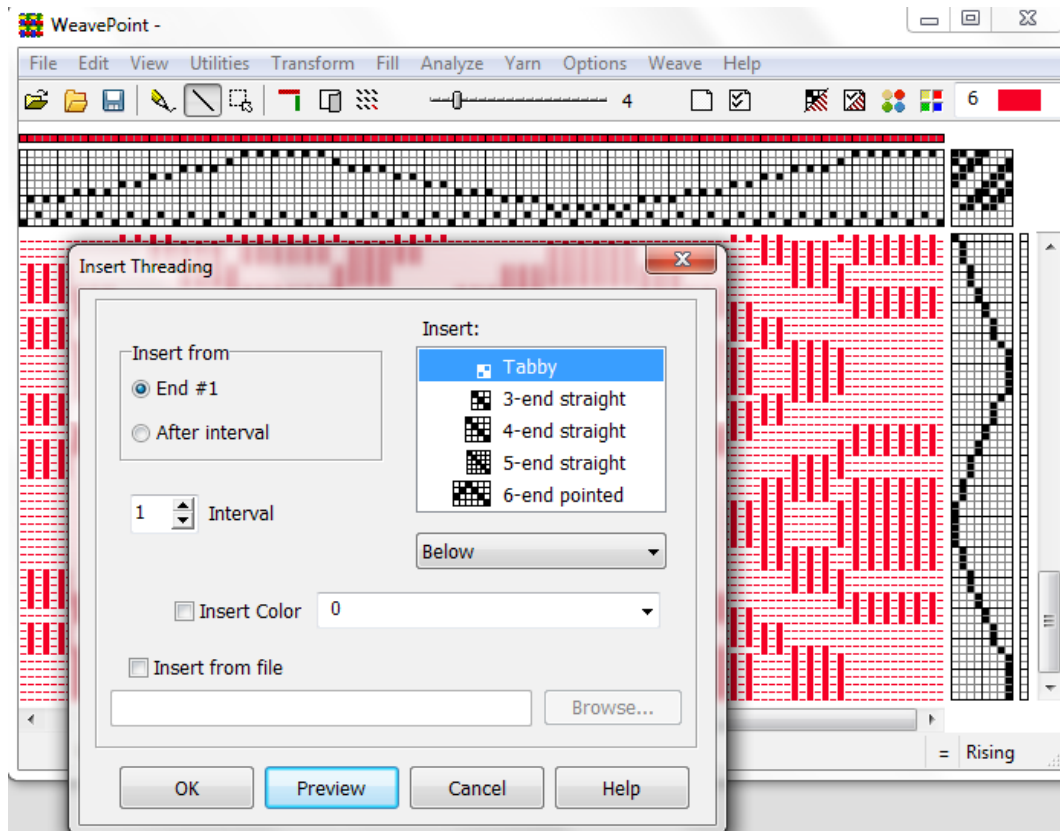 WeavePoint -
File Edit View Utilities Transform Fill Analyze Yarn Options Weave Help
4
6
Insert Threading
Insert from
End #1
After interval
Insert:
Tabby
3-end straight
4-end straight
5-end straight
6-end pointed
1 Interval
Below
Insert Color 0
Insert from file
Browse...
= Rising
OK Preview Cancel Help